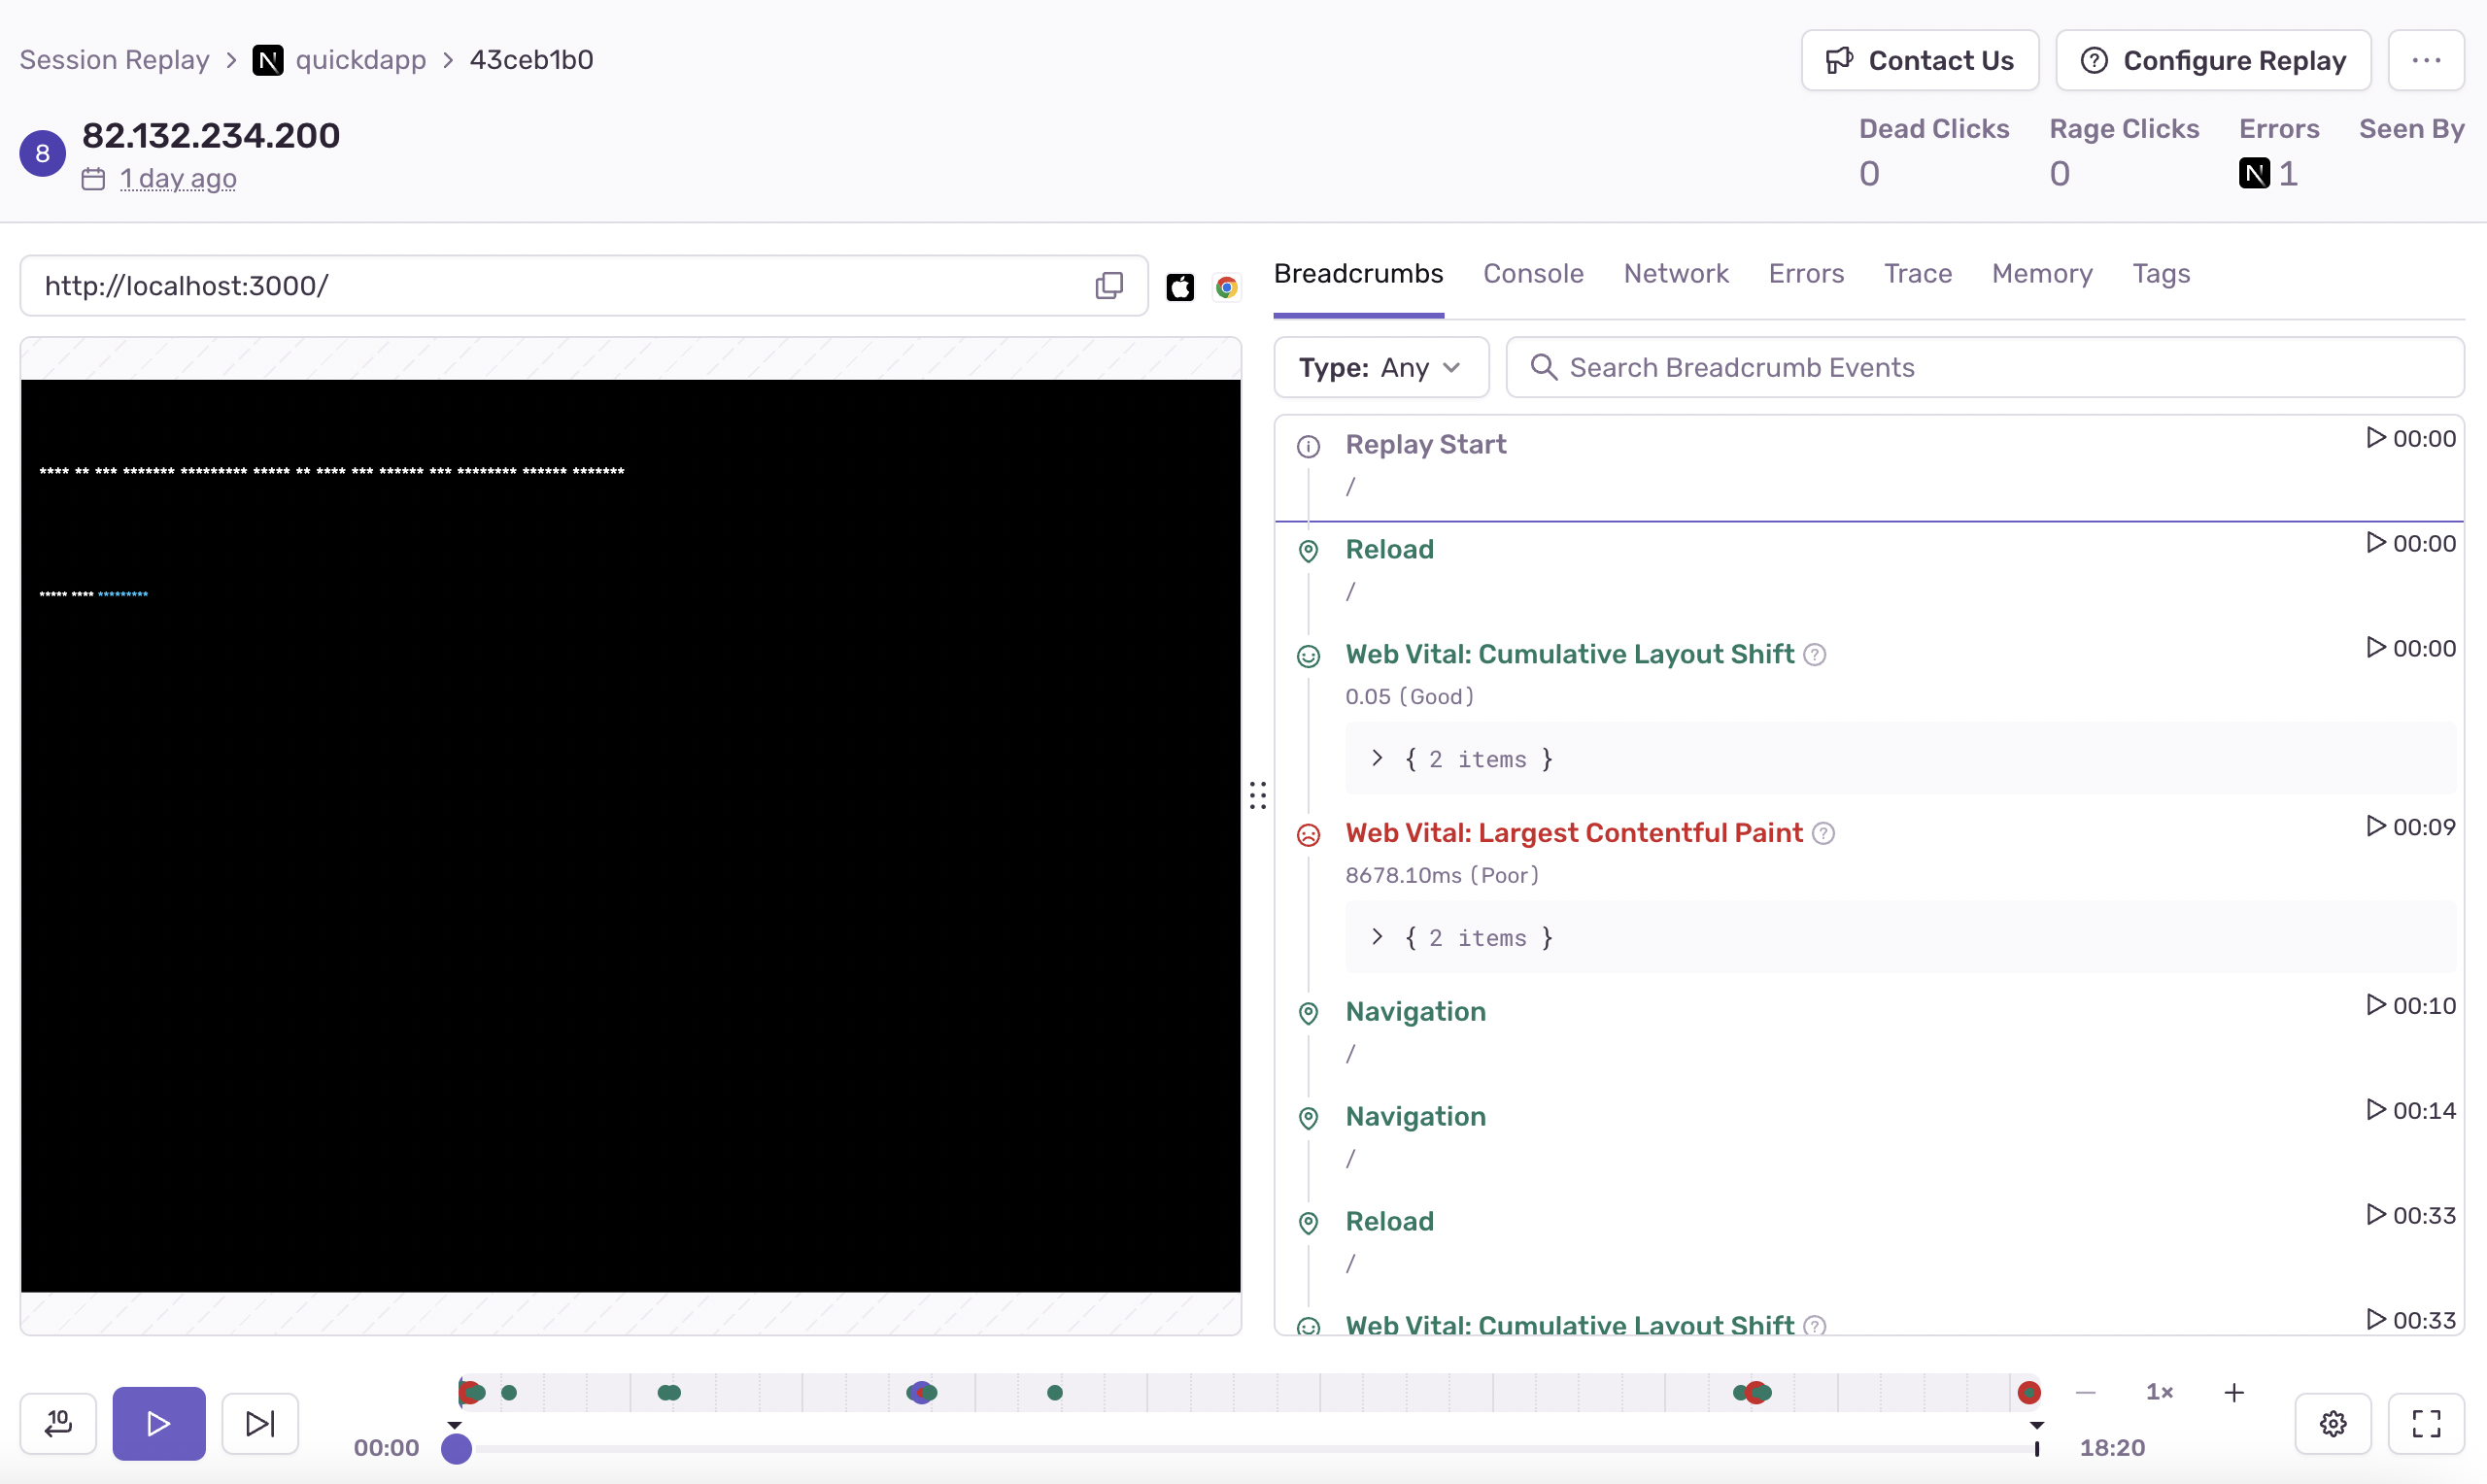 Session Replay > N quickdapp > 43ceb1b0
Contact Us
Configure Replay
...
8
82.132.234.200
1 day ago
Dead Clicks
0
Rage Clicks
0
Errors
N 1
Seen By
http://localhost:3000/
**** ** *** ******* ********* ***** ** **** *** ****** *** ******** ****** *******
***** **** *********
Breadcrumbs Console Network Errors Trace Memory Tags
Type: Any
Search Breadcrumb Events
Replay Start 00:00
/
Reload 00:00
/
Web Vital: Cumulative Layout Shift ? 00:00
0.05 (Good)
> { 2 items }
Web Vital: Largest Contentful Paint ? 00:09
8678.10ms (Poor)
> { 2 items }
Navigation 00:10
/
Navigation 00:14
/
Reload 00:33
/
Web Vital: Cumulative Layout Shift ? 00:33
10
00:00
18:20
− 1× +